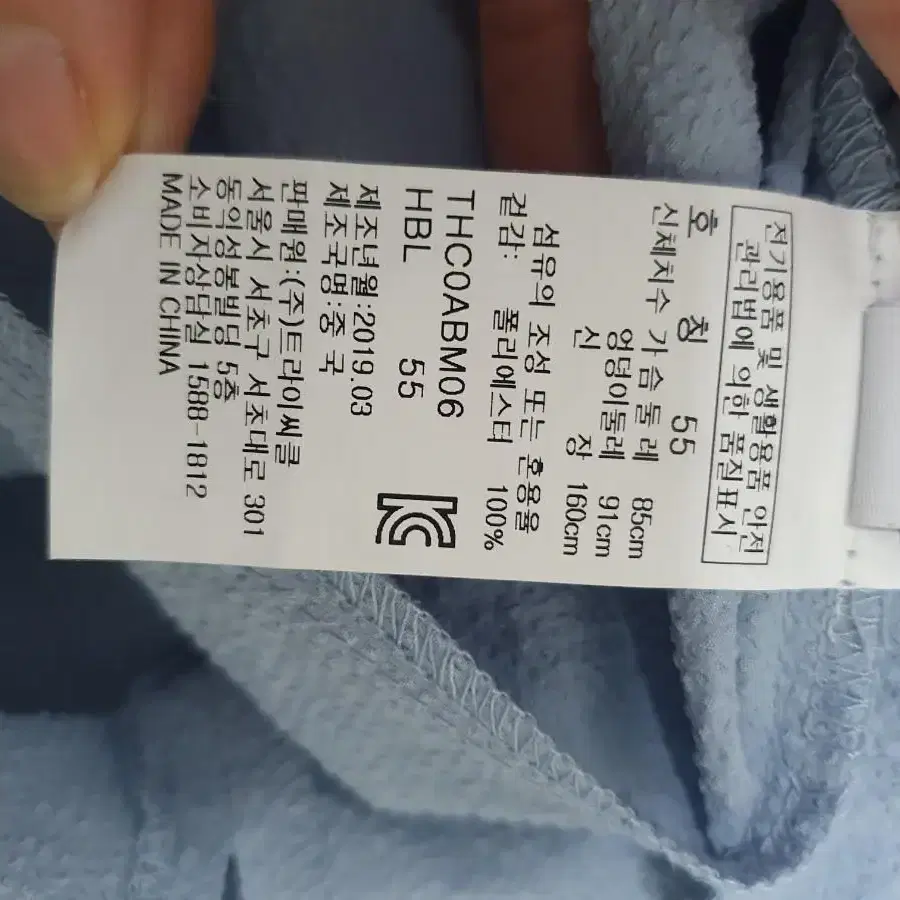 전기용품 및 생활용품 안전
관리법에 의한 품질표시
호 칭 55
신체치수 가슴둘레 85cm
엉덩이둘레 91cm
신 장 160cm
섬유의 조성 또는 혼용율
겉감: 폴리에스터 100%
THC0ABM06
HBL 55
제조년월:2019.03
제조국명:중 국
판매원:(주)트라이씨클
서울시 서초구 서초대로 301
동익성봉빌딩 5층
소비자상담실 1588-1812
MADE IN CHINA